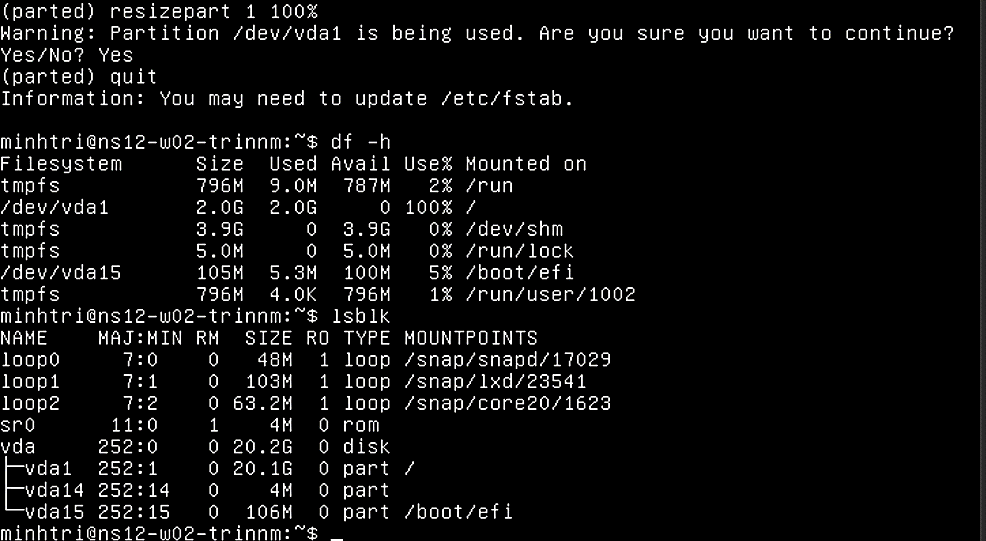 (parted) resizepart 1 100%
Warning: Partition /dev/vda1 is being used. Are you sure you want to continue?
Yes/No? Yes
(parted) quit
Information: You may need to update /etc/fstab.

minhtri@ns12-w02-trinnm:~$ df -h
Filesystem      Size  Used Avail Use% Mounted on
tmpfs           796M  9.0M  787M   2% /run
/dev/vda1       2.0G  2.0G     0 100% /
tmpfs           3.9G     0  3.9G   0% /dev/shm
tmpfs           5.0M     0  5.0M   0% /run/lock
/dev/vda15      105M  5.3M  100M   5% /boot/efi
tmpfs           796M  4.0K  796M   1% /run/user/1002
minhtri@ns12-w02-trinnm:~$ lsblk
NAME    MAJ:MIN RM  SIZE RO TYPE MOUNTPOINTS
loop0     7:0    0   48M  1 loop /snap/snapd/17029
loop1     7:1    0  103M  1 loop /snap/lxd/23541
loop2     7:2    0 63.2M  1 loop /snap/core20/1623
sr0      11:0    1    4M  0 rom
vda     252:0    0 20.2G  0 disk
├─vda1  252:1    0 20.1G  0 part /
├─vda14 252:14   0    4M  0 part
└─vda15 252:15   0  106M  0 part /boot/efi
minhtri@ns12-w02-trinnm:~$ _